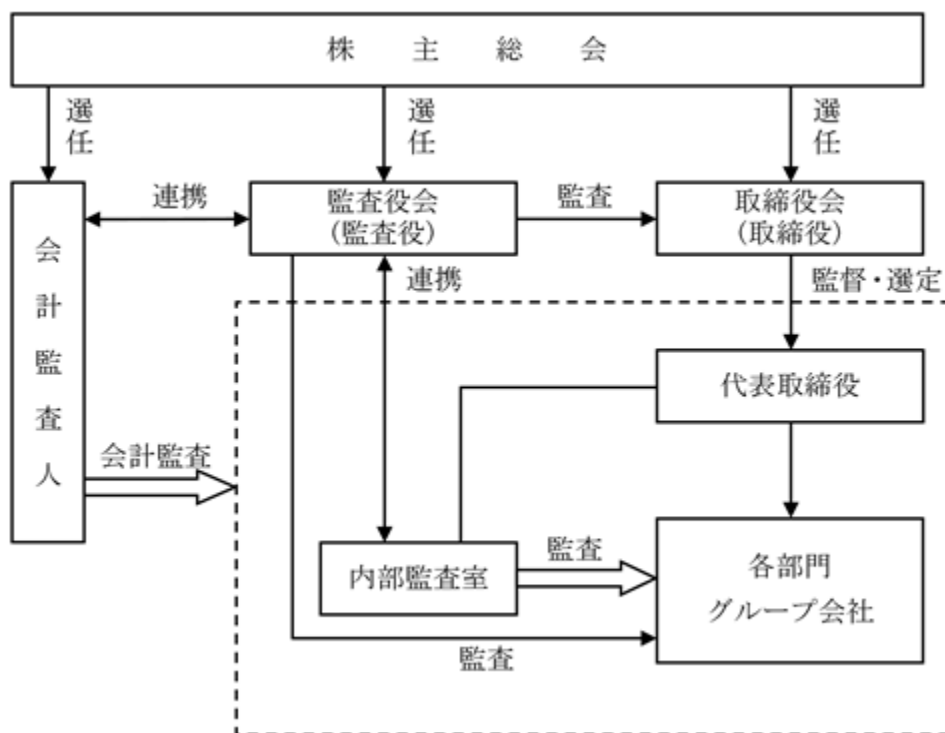 株主総会
選任
選任
選任
連携
監査役会
(監査役)
監査
取締役会
(取締役)
会計監査人
連携
監督・選定
代表取締役
会計監査
内部監査室
監査
各部門
グループ会社
監査